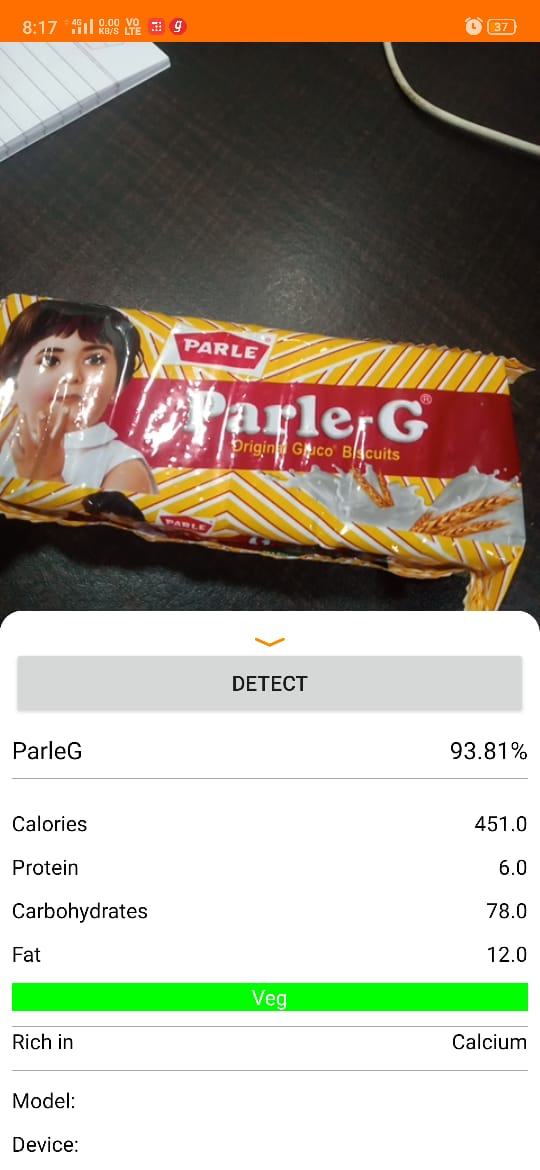 8:17 4G 0.00 KB/S VO LTE 37
PARLE
Parle-G®
Original Gluco® Biscuits
PARLE
DETECT
ParleG 93.81%
Calories 451.0
Protein 6.0
Carbohydrates 78.0
Fat 12.0
Veg
Rich in Calcium
Model:
Device: